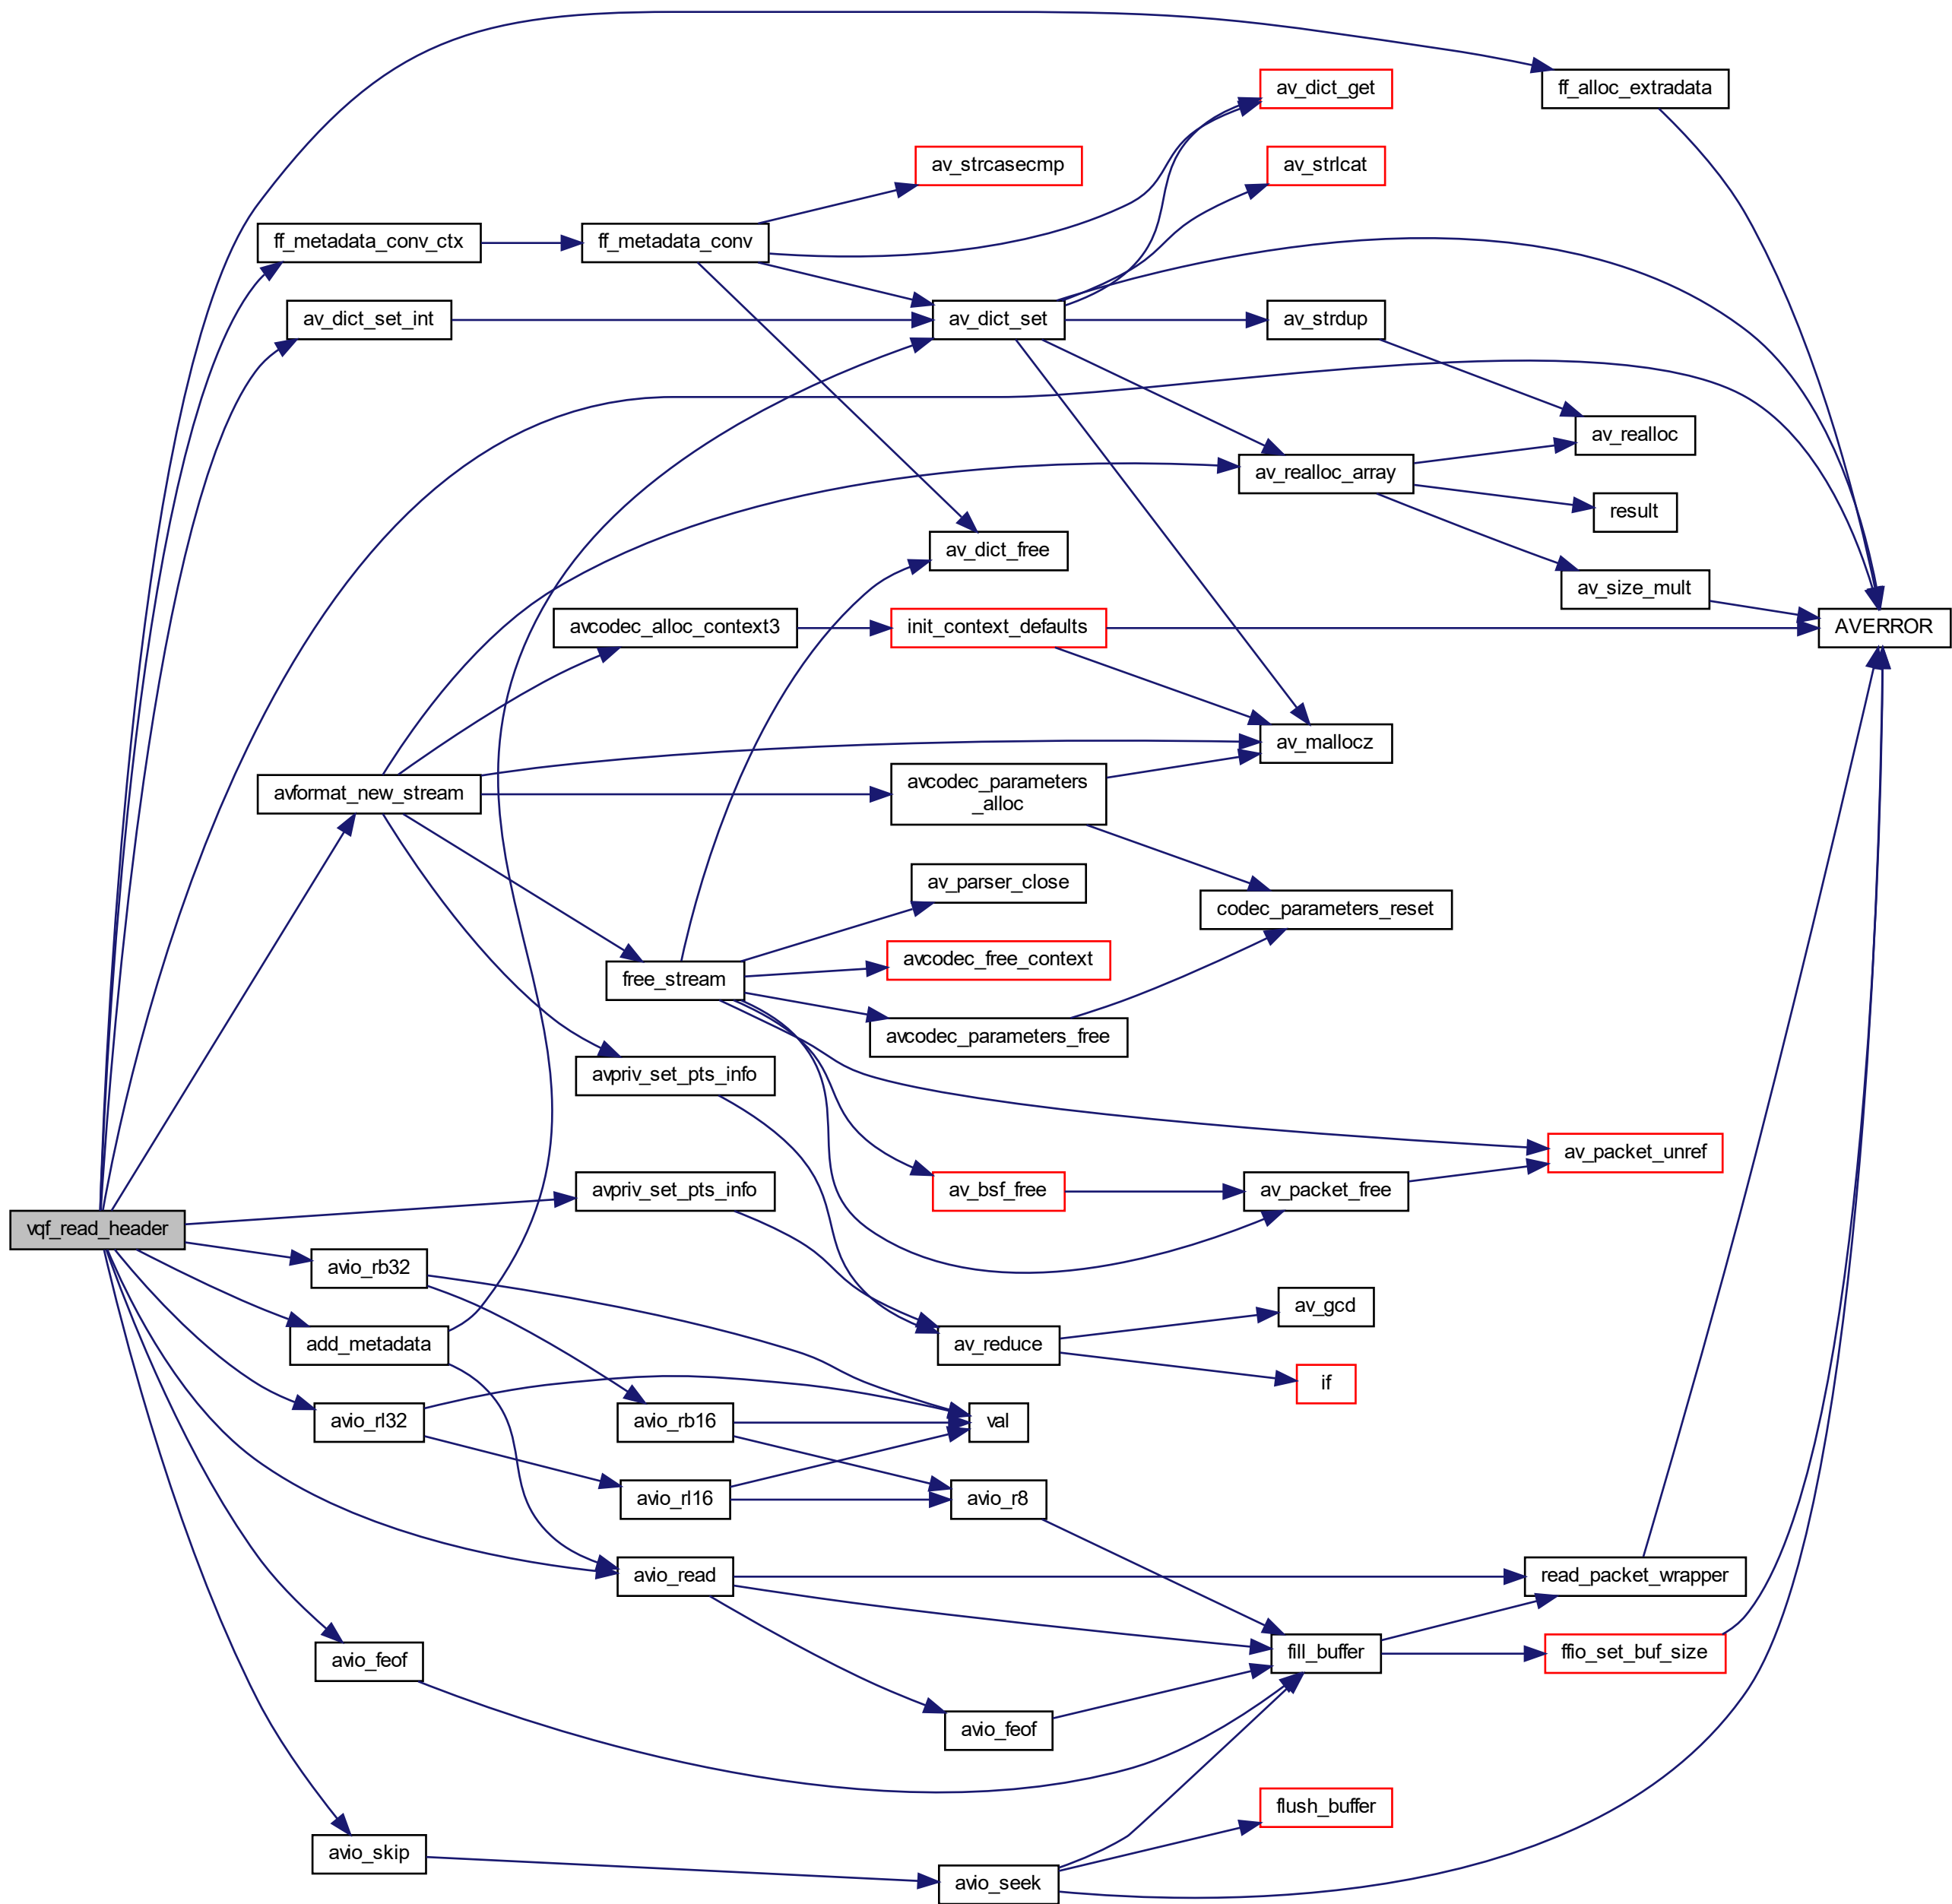 ff_alloc_extradata
av_dict_get
av_strcasecmp
av_strlcat
ff_metadata_conv_ctx
ff_metadata_conv
av_dict_set_int
av_dict_set
av_strdup
av_realloc
av_realloc_array
result
av_dict_free
av_size_mult
avcodec_alloc_context3
init_context_defaults
AVERROR
av_mallocz
avformat_new_stream
avcodec_parameters
_alloc
av_parser_close
codec_parameters_reset
avcodec_free_context
free_stream
avcodec_parameters_free
avpriv_set_pts_info
av_packet_unref
avpriv_set_pts_info
av_bsf_free
av_packet_free
vqf_read_header
avio_rb32
av_gcd
add_metadata
av_reduce
if
avio_rl32
avio_rb16
val
avio_rl16
avio_r8
avio_read
read_packet_wrapper
avio_feof
fill_buffer
ffio_set_buf_size
avio_feof
flush_buffer
avio_skip
avio_seek